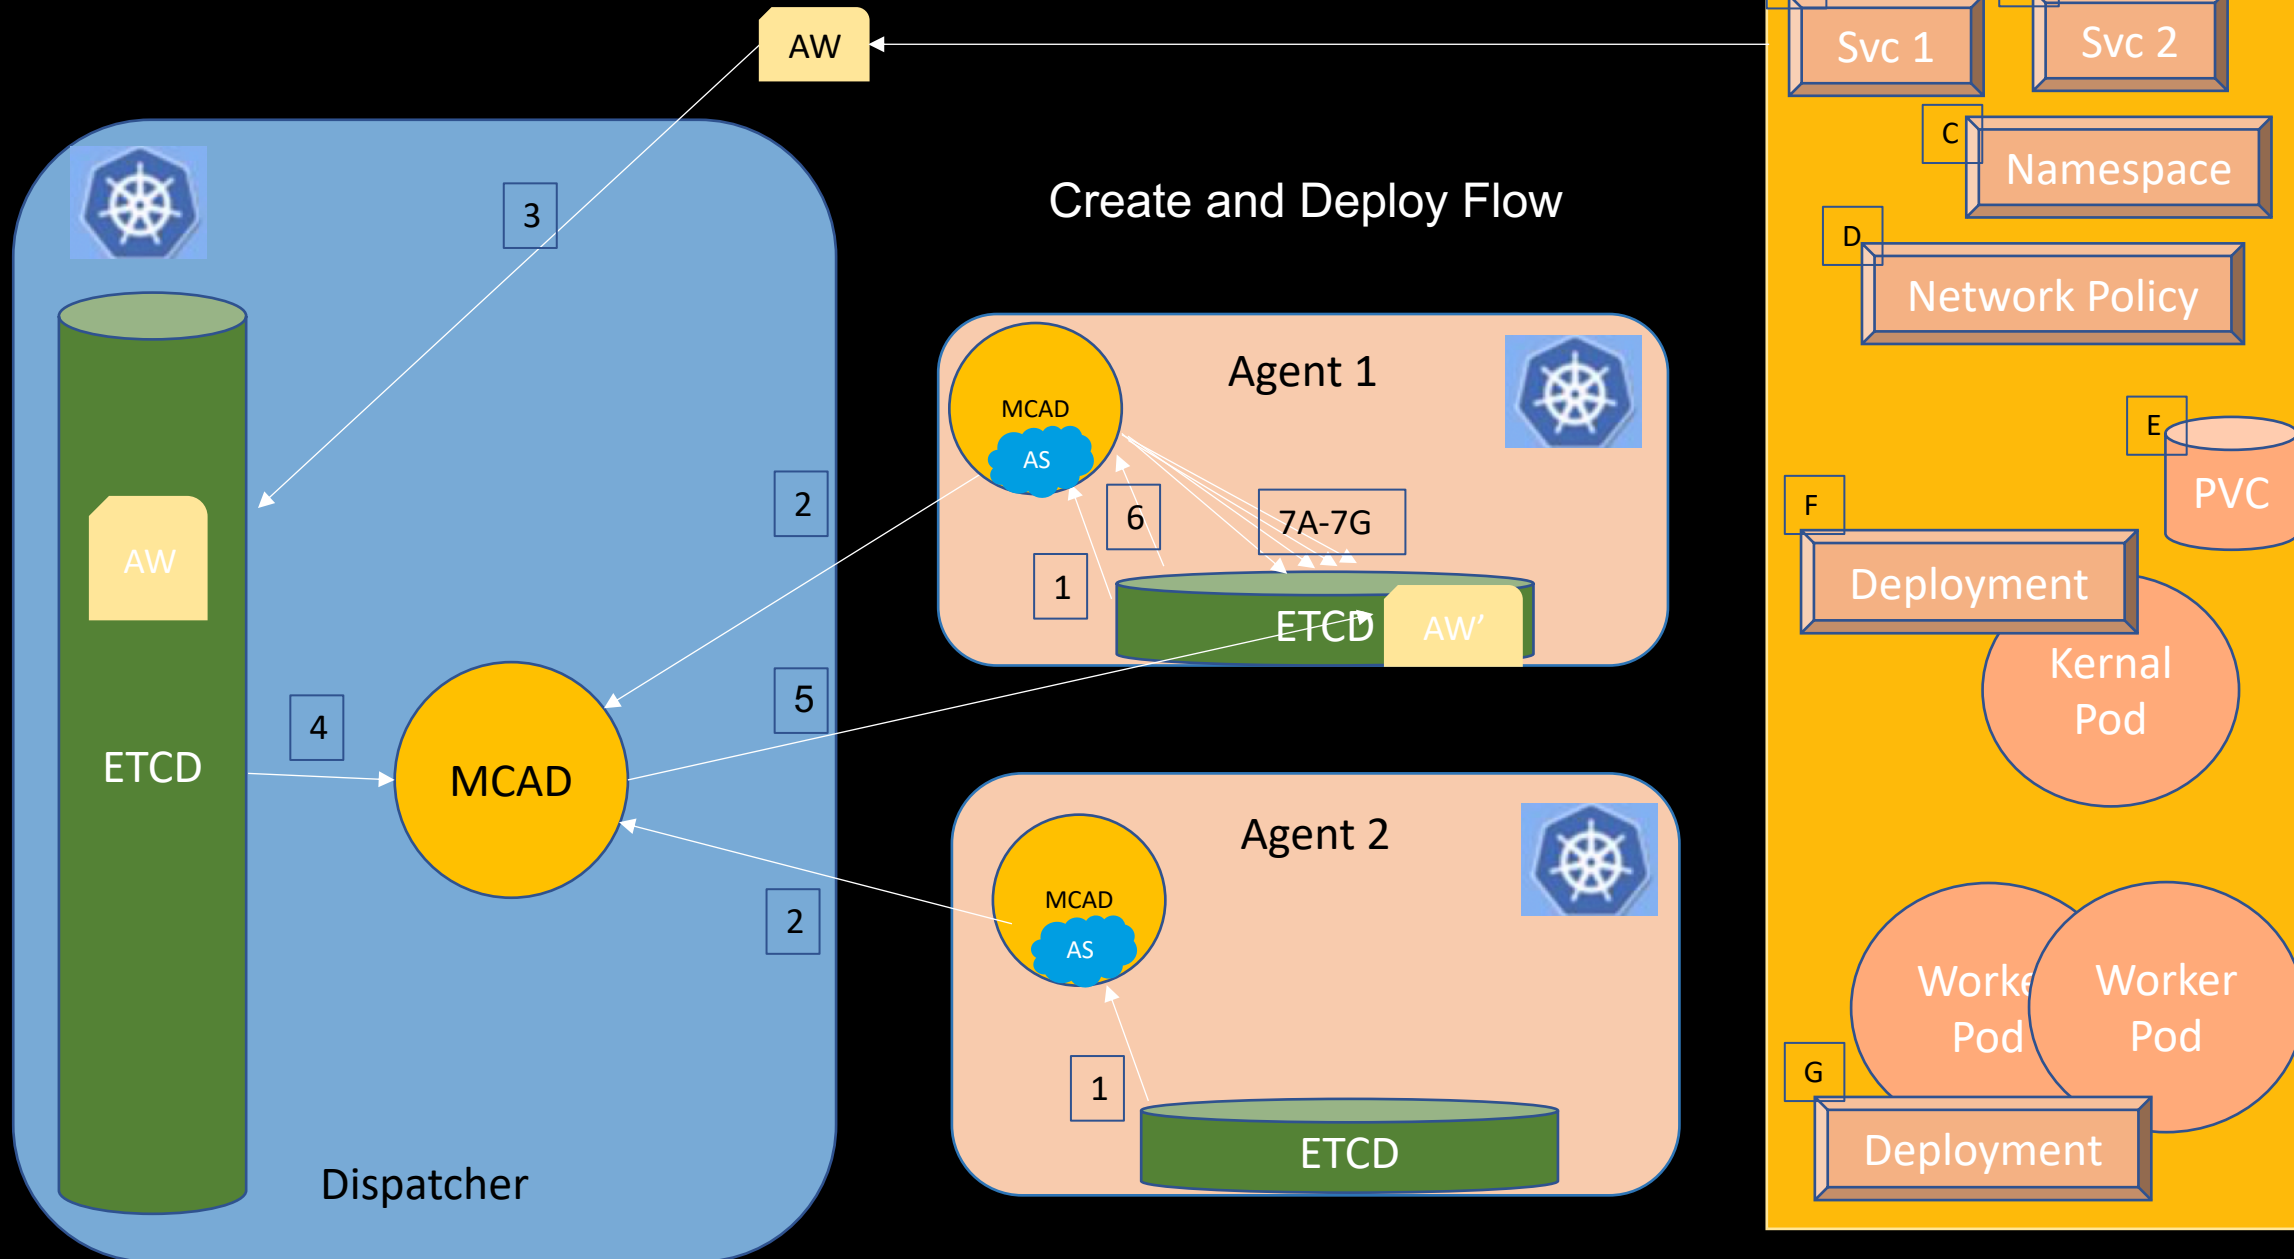 AW
Svc 1
Svc 2
C
Namespace
3
Create and Deploy Flow
D
Network Policy
Agent 1
MCAD
AS
E
PVC
2
6
7A-7G
F
AW
1
Deployment
ETCD
AW’
Kernal
Pod
5
4
ETCD
MCAD
Agent 2
MCAD
AS
2
Worker
Pod
Pod
1
G
ETCD
Deployment
Dispatcher